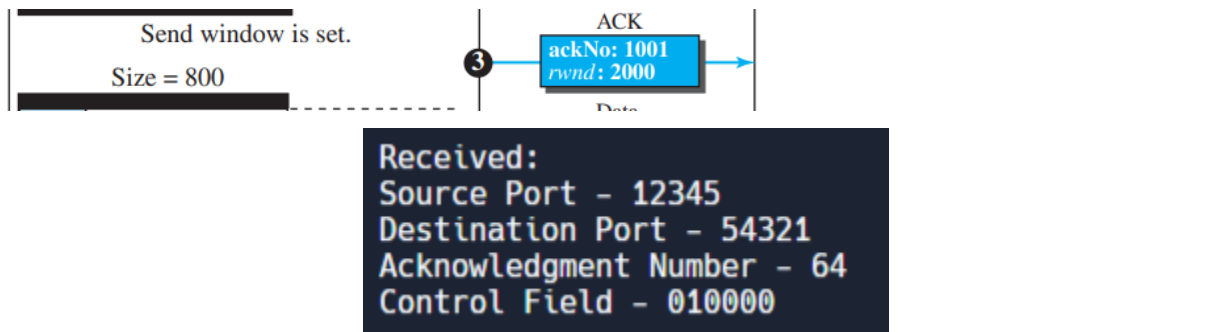 Send window is set.
Size = 800
ACK
3
ackNo: 1001
rwnd: 2000
Data
Received:
Source Port – 12345
Destination Port – 54321
Acknowledgment Number – 64
Control Field – 010000